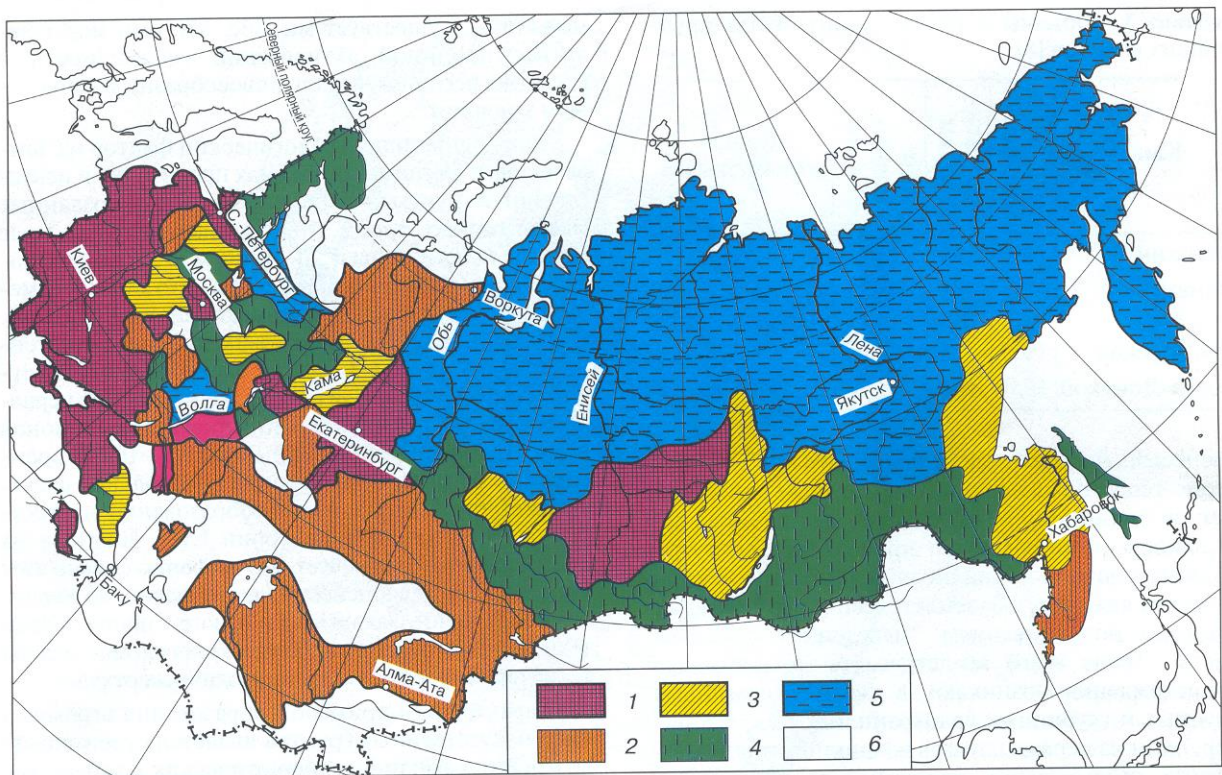 Северный полярный круг
С.-Петербург
Киев
Москва
Воркута
Обь
Енисей
Лена
Якутск
Кама
Волга
Екатеринбург
Хабаровск
Баку
Алма-Ата
1
3
5
2
4
6